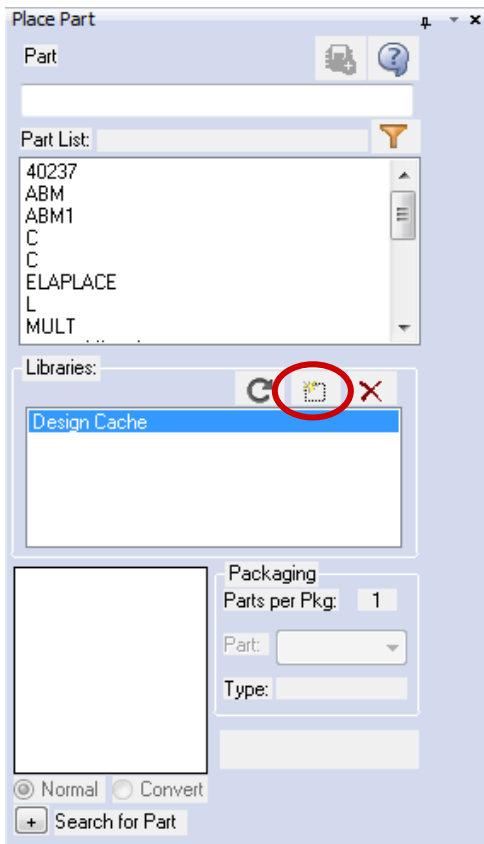 Place Part
Part
Part List:
40237
ABM
ABM1
C
C
ELAPLACE
L
MULT
Libraries:
Design Cache
Packaging
Parts per Pkg: 1
Part:
Type:
Normal Convert
+ Search for Part